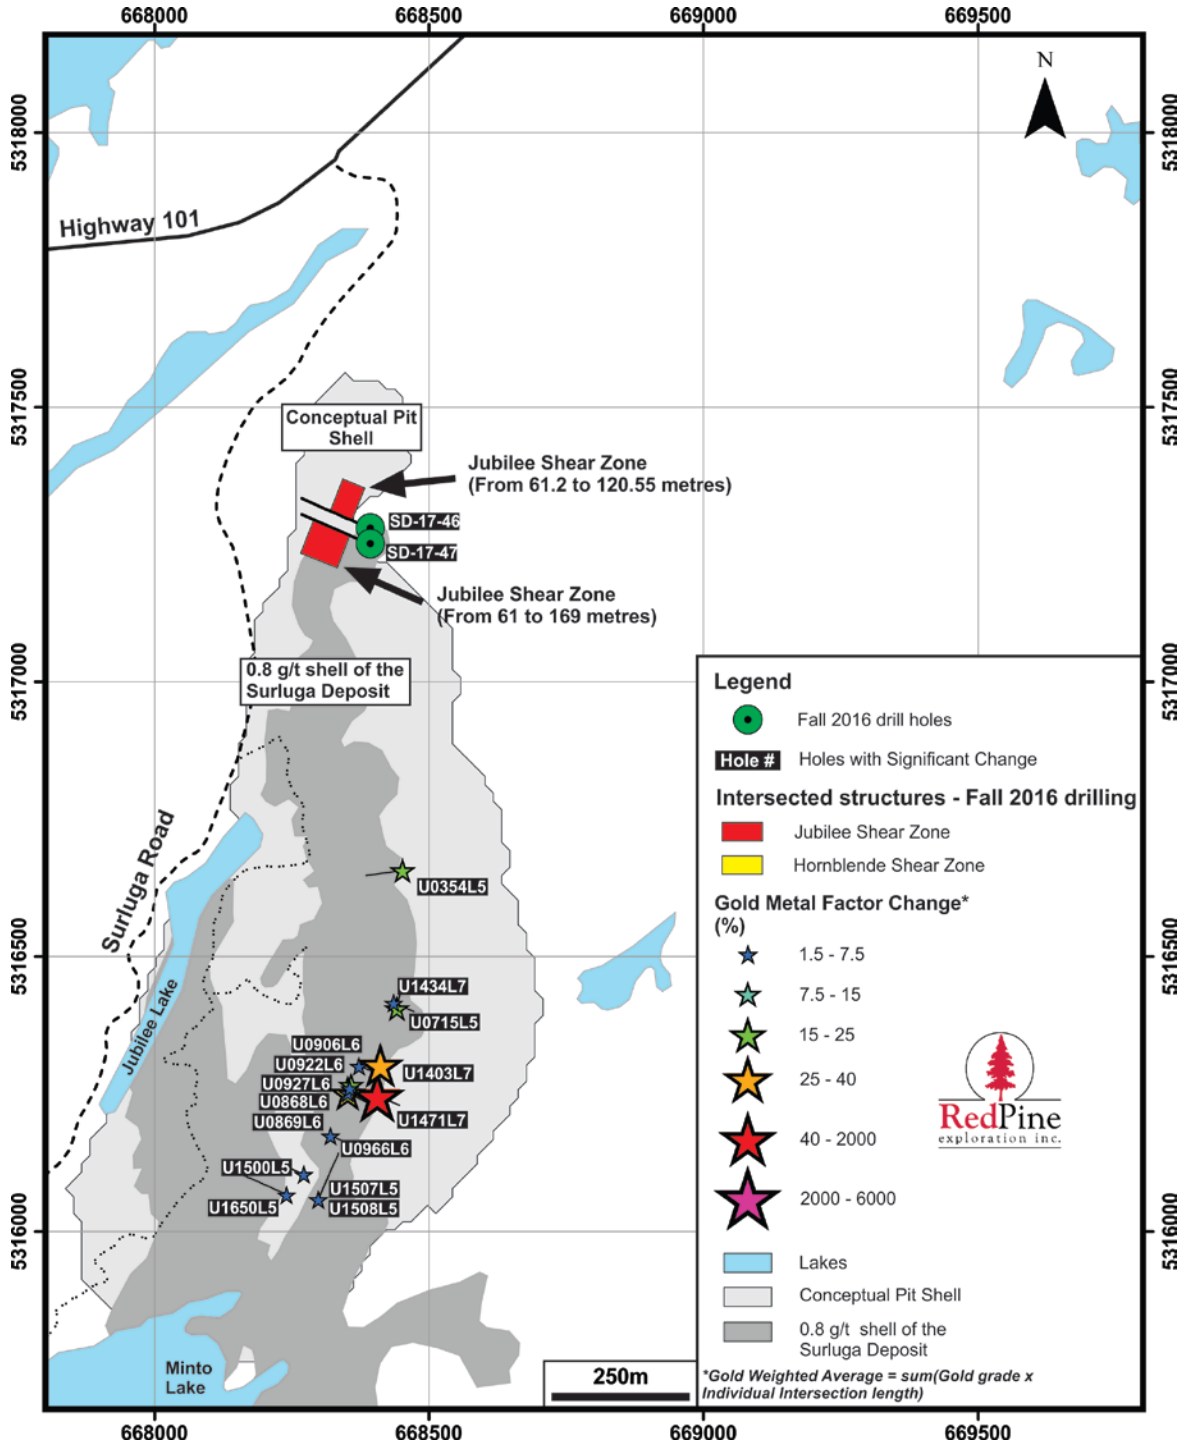 668000
668500
669000
669500
N
5318000
5318000
Highway 101
5317500
5317500
Conceptual Pit
Shell
Jubilee Shear Zone
(From 61.2 to 120.55 metres)
SD-17-46
SD-17-47
Jubilee Shear Zone
(From 61 to 169 metres)
0.8 g/t shell of the
Surluga Deposit
5317000
5317000
Surluga Road
Jubilee Lake
U0354L5
5316500
5316500
U1434L7
U0715L5
U0906L6
U0922L6
U1403L7
U0927L6
U0868L6
U0869L6
U1471L7
U0966L6
U1500L5
U1507L5
U1650L5
U1508L5
5316000
5316000
Minto
Lake
250m
Legend
Fall 2016 drill holes
Hole #
Holes with Significant Change
Intersected structures - Fall 2016 drilling
Jubilee Shear Zone
Hornblende Shear Zone
Gold Metal Factor Change*
(%)
1.5 - 7.5
7.5 - 15
15 - 25
25 - 40
40 - 2000
2000 - 6000
RedPine
exploration inc.
Lakes
Conceptual Pit Shell
0.8 g/t shell of the
Surluga Deposit
*Gold Weighted Average = sum(Gold grade x
Individual Intersection length)
668000
668500
669000
669500